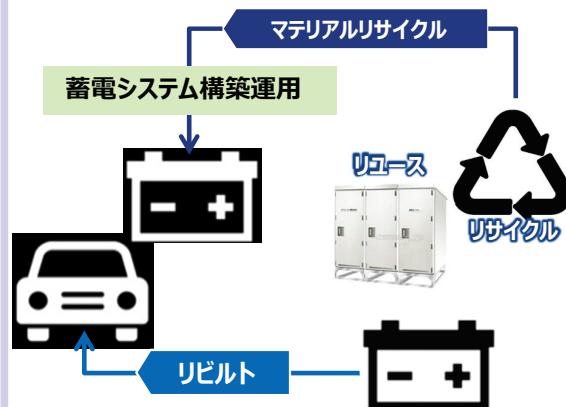 マテリアルリサイクル
蓄電システム構築運用
リユース
リサイクル
リビルト